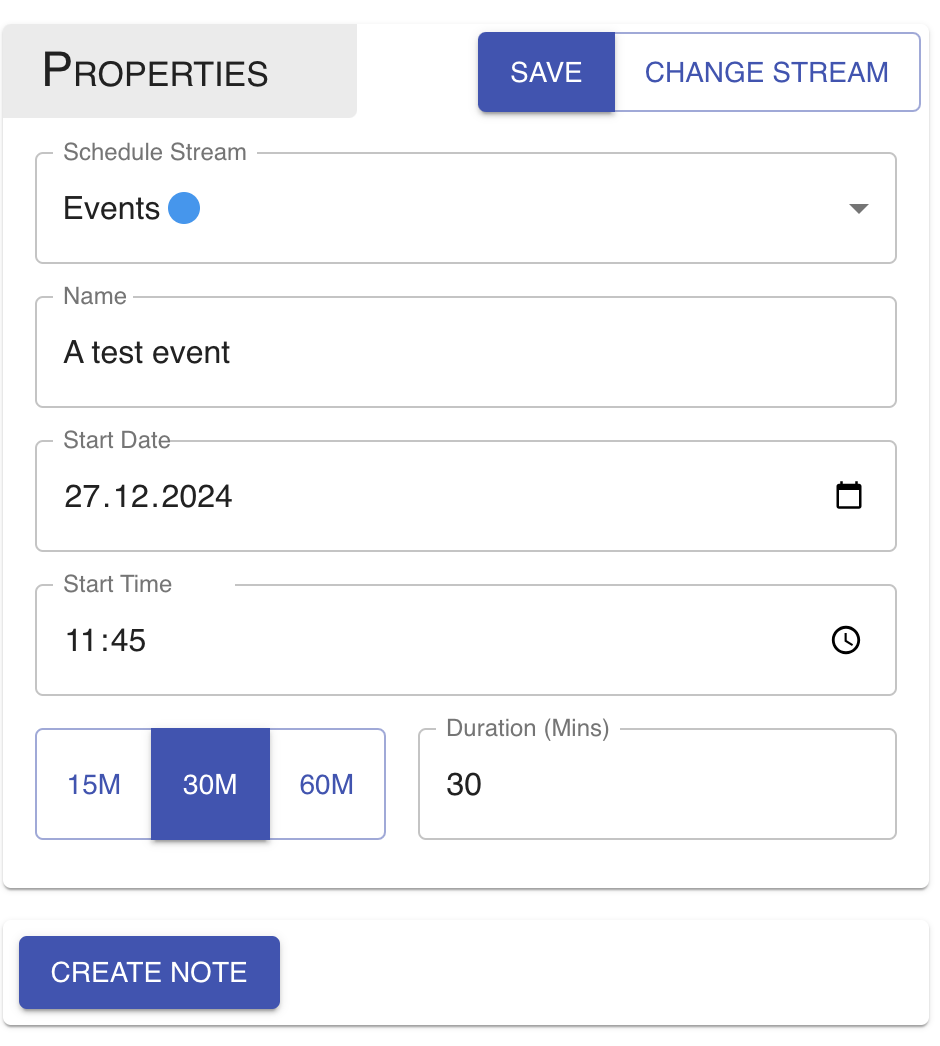 Properties
SAVE CHANGE STREAM
Schedule Stream
Events
Name
A test event
Start Date
27.12.2024
Start Time
11:45
15M 30M 60M
Duration (Mins)
30
CREATE NOTE